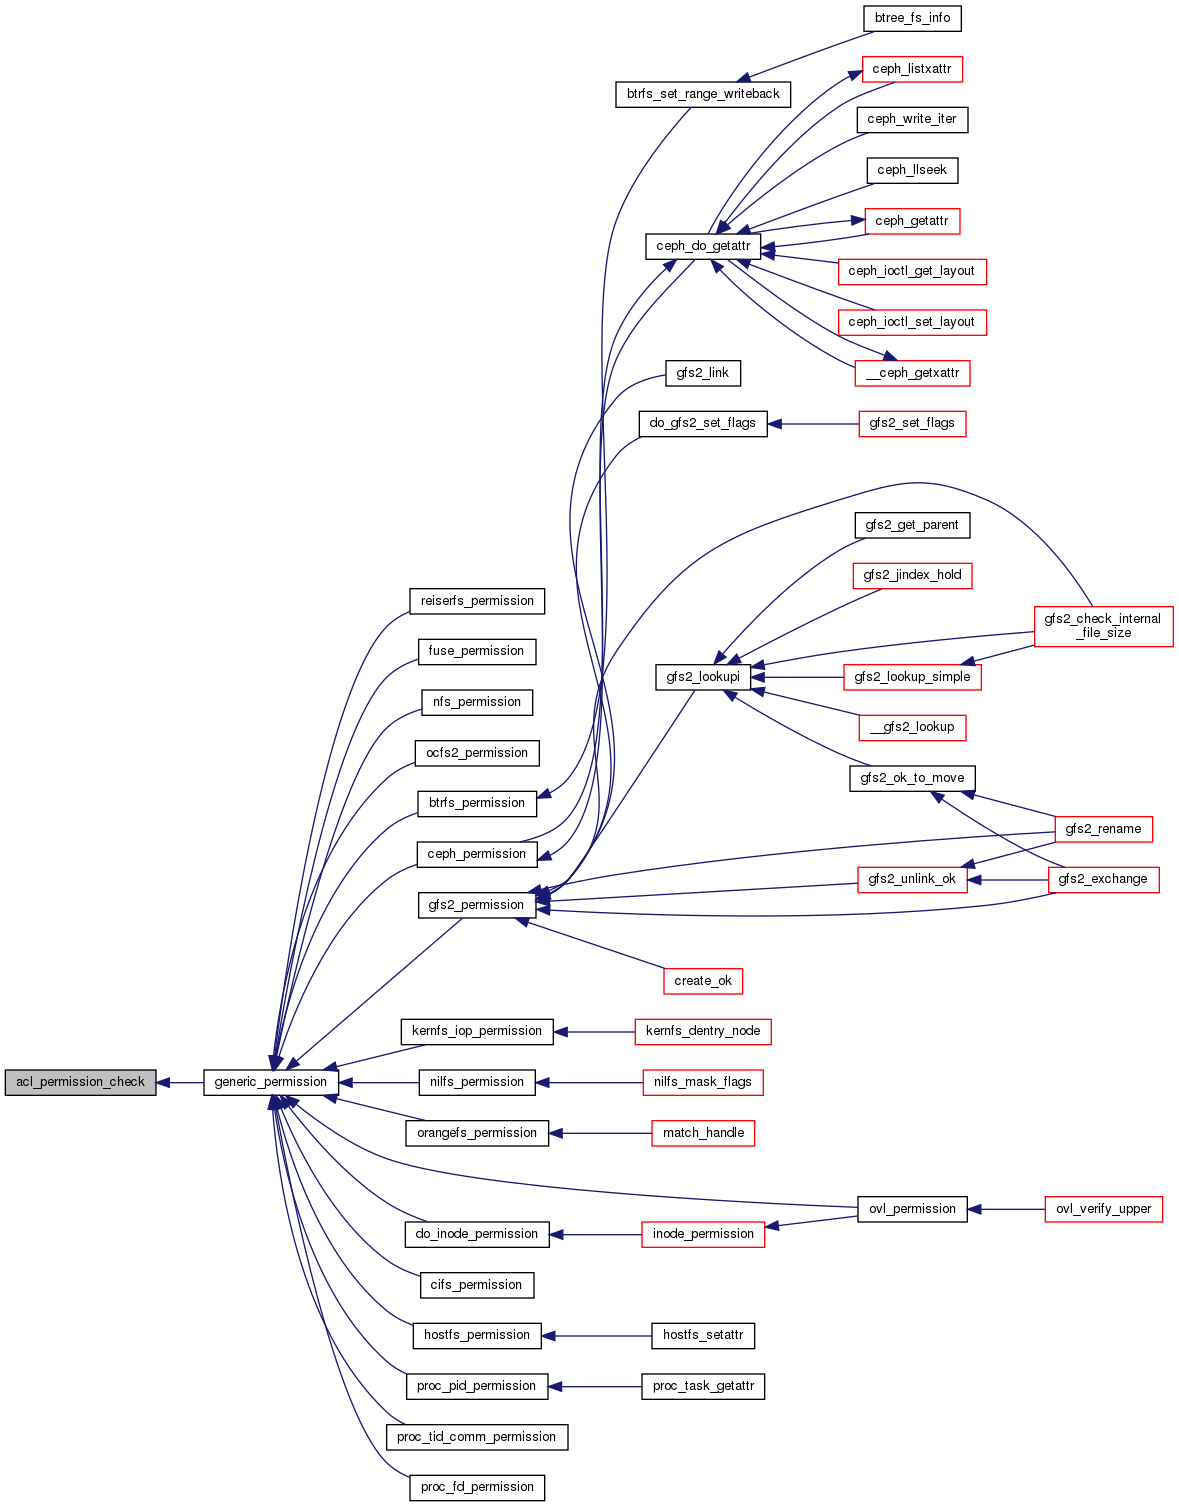 btree_fs_info
ceph_listxattr
btrfs_set_range_writeback
ceph_write_iter
ceph_llseek
ceph_getattr
ceph_do_getattr
ceph_ioctl_get_layout
ceph_ioctl_set_layout
gfs2_link
__ceph_getxattr
do_gfs2_set_flags
gfs2_set_flags
gfs2_get_parent
gfs2_jindex_hold
reiserfs_permission
gfs2_check_internal
_file_size
fuse_permission
gfs2_lookupi
gfs2_lookup_simple
nfs_permission
__gfs2_lookup
ocfs2_permission
gfs2_ok_to_move
btrfs_permission
gfs2_rename
ceph_permission
gfs2_unlink_ok
gfs2_exchange
gfs2_permission
create_ok
kernfs_iop_permission
kernfs_dentry_node
acl_permission_check
generic_permission
nilfs_permission
nilfs_mask_flags
orangefs_permission
match_handle
ovl_permission
ovl_verify_upper
do_inode_permission
inode_permission
cifs_permission
hostfs_permission
hostfs_setattr
proc_pid_permission
proc_task_getattr
proc_tid_comm_permission
proc_fd_permission